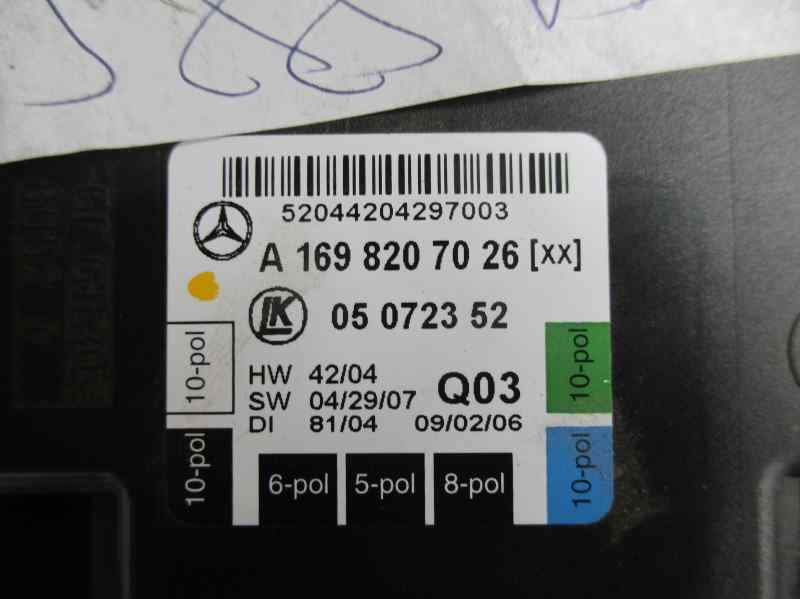 52044204297003
A 169 820 70 26 [xx]
LK 05 0723 52
HW 42/04 Q03
SW 04/29/07
DI 81/04 09/02/06
10-pol
10-pol
6-pol 5-pol 8-pol
10-pol
10-pol